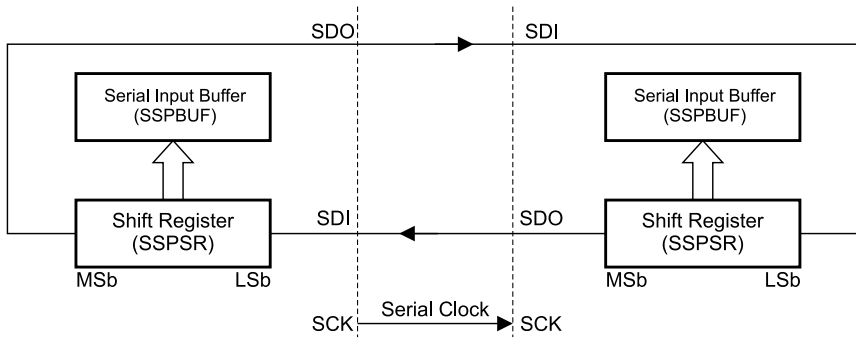 SDO
SDI
Serial Input Buffer
(SSPBUF)
Serial Input Buffer
(SSPBUF)
Shift Register
(SSPSR)
SDI
SDO
Shift Register
(SSPSR)
MSb
LSb
MSb
LSb
Serial Clock
SCK
SCK